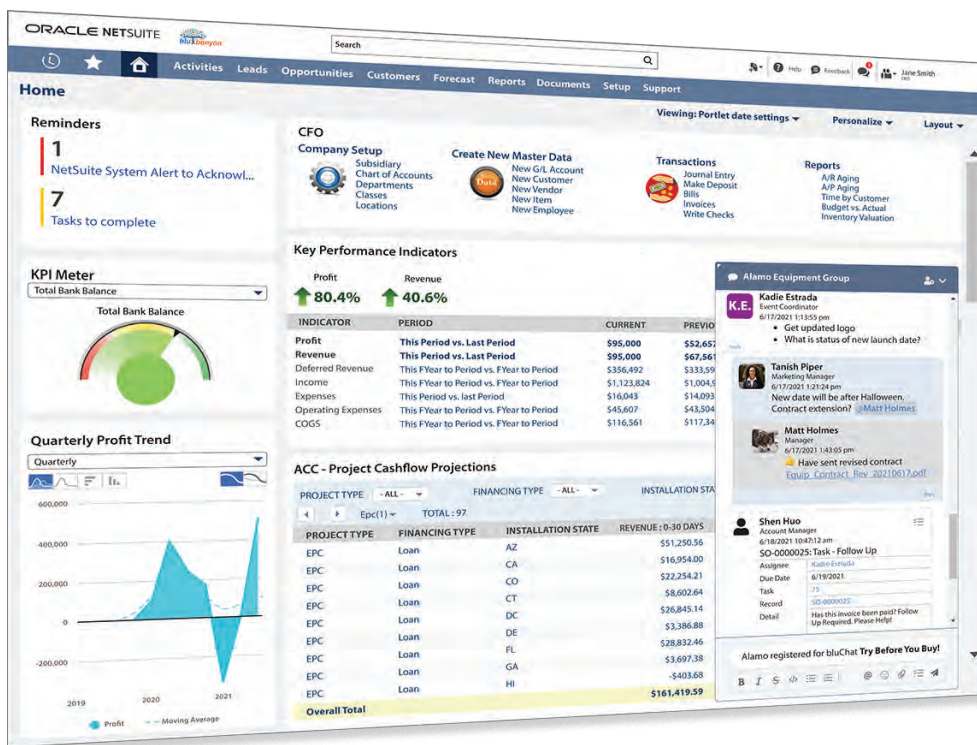 ORACLE NETSUITE
blu banyan
Search
Help
Feedback
Jane Smith
CEO
Activities Leads Opportunities Customers Forecast Reports Documents Setup Support
Home
Viewing: Portlet date settings
Personalize
Layout
Reminders
1
NetSuite System Alert to Acknowl...
7
Tasks to complete
KPI Meter
Total Bank Balance
Total Bank Balance
Quarterly Profit Trend
Quarterly
600,000
400,000
200,000
0
-200,000
2019 2020 2021
Profit Moving Average
CFO
Company Setup
Subsidiary
Chart of Accounts
Departments
Classes
Locations
Create New Master Data
Data
New G/L Account
New Customer
New Vendor
New Item
New Employee
Transactions
Journal Entry
Make Deposit
Bills
Invoices
Write Checks
Reports
A/R Aging
A/P Aging
Time by Customer
Budget vs. Actual
Inventory Valuation
Key Performance Indicators
Profit
80.4%
Revenue
40.6%
INDICATOR PERIOD CURRENT PREVIO
Profit This Period vs. Last Period $95,000 $52,657
Revenue This Period vs. Last Period $95,000 $67,561
Deferred Revenue This FYear to Period vs. FYear to Period $356,492 $333,59
Income This FYear to Period vs. FYear to Period $1,123,824 $1,004,9
Expenses This Period vs. last Period $16,043 $14,093
Operating Expenses This FYear to Period vs. FYear to Period $45,607 $43,504
COGS This FYear to Period vs. FYear to Period $116,561 $117,34
ACC - Project Cashflow Projections
PROJECT TYPE - ALL - FINANCING TYPE - ALL - INSTALLATION STA
Epc(1) TOTAL : 97
PROJECT TYPE FINANCING TYPE INSTALLATION STATE REVENUE : 0-30 DAYS
EPC Loan AZ $51,250.56
EPC Loan CA $16,954.00
EPC Loan CO $22,254.21
EPC Loan CT $8,602.64
EPC Loan DC $26,845.14
EPC Loan DE $3,386.88
EPC Loan FL $28,832.46
EPC Loan GA $3,697.38
EPC Loan HI -$403.68
Overall Total $161,419.59
Alamo Equipment Group
K.E.
Kadie Estrada
Event Coordinator
6/17/2021 1:13:55 pm
Get updated logo
What is status of new launch date?
Tanish Piper
Marketing Manager
6/17/2021 1:21:24 pm
New date will be after Halloween.
Contract extension? @Matt Holmes
Matt Holmes
Manager
6/17/2021 1:43:05 pm
Have sent revised contract
Equip_Contract_Rev_20210617.pdf
Shen Huo
Account Manager
6/18/2021 10:47:12 am
SO-0000025: Task - Follow Up
Assignee Kadie Estrada
Due Date 6/19/2021
Task 75
Record SO-0000025
Detail Has this invoice been paid? Follow
Up Required. Please Help!
Alamo registered for bluChat Try Before You Buy!
B I S